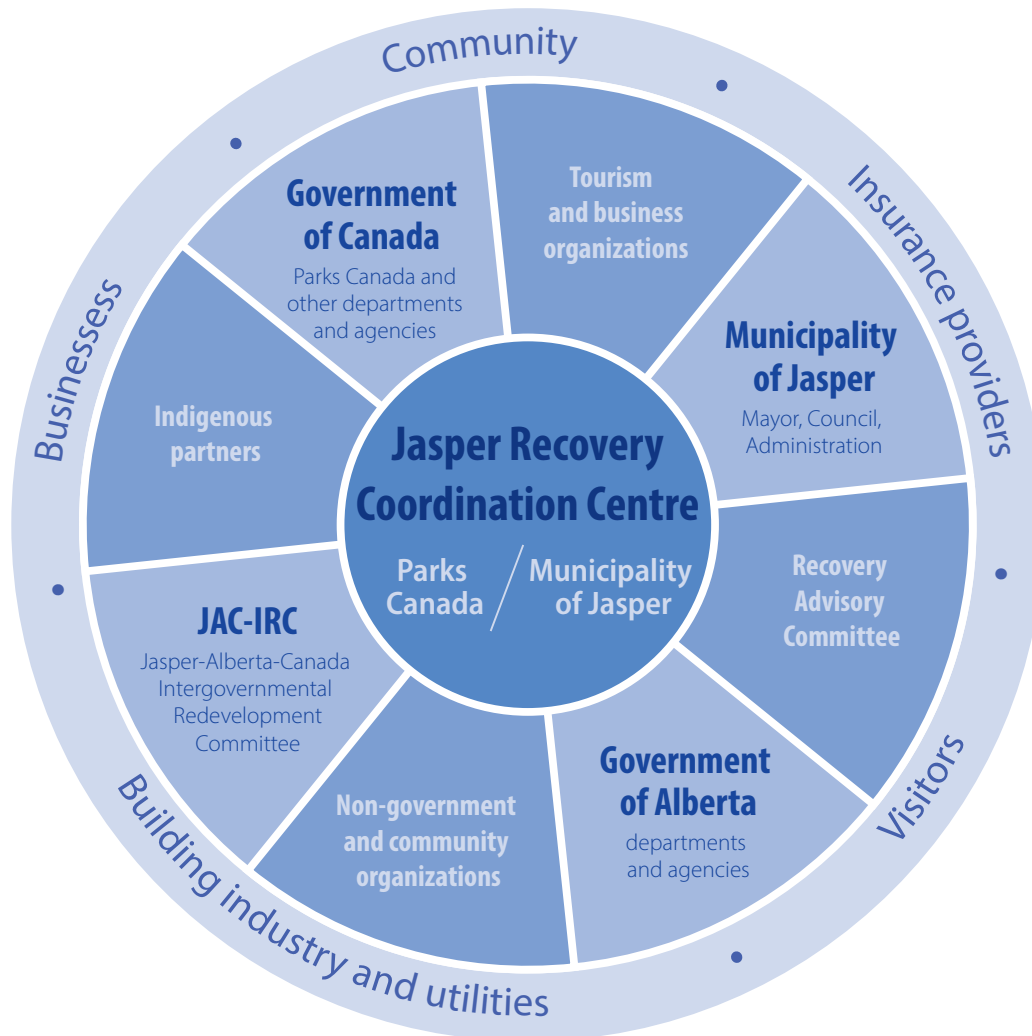 Community
Insurance providers
Visitors
Building industry and utilities
Businessess
Government
of Canada
Parks Canada and
other departments
and agencies
Tourism
and business
organizations
Municipality
of Jasper
Mayor, Council,
Administration
Recovery
Advisory
Committee
Government
of Alberta
departments
and agencies
Non-government
and community
organizations
JAC-IRC
Jasper-Alberta-Canada
Intergovernmental
Redevelopment
Committee
Indigenous
partners
Jasper Recovery
Coordination Centre
Parks
Canada
Municipality
of Jasper